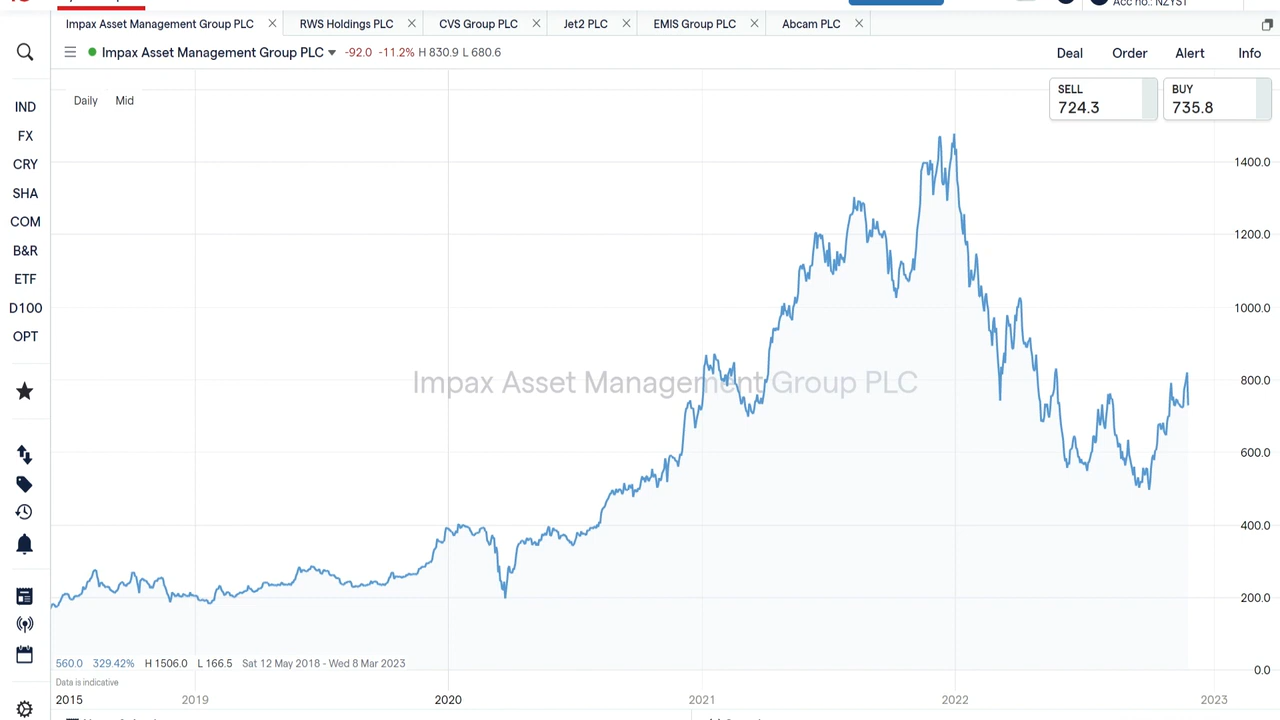 Acc no.: NZYST
Impax Asset Management Group PLC
RWS Holdings PLC
CVS Group PLC
Jet2 PLC
EMIS Group PLC
Abcam PLC
Impax Asset Management Group PLC -92.0 -11.2% H 830.9 L 680.6
Deal Order Alert Info
Daily Mid
SELL
724.3
BUY
735.8
IND
FX
CRY
SHA
COM
B&R
ETF
D100
OPT
1400.0
1200.0
1000.0
800.0
600.0
400.0
200.0
0.0
Impax Asset Management Group PLC
560.0 329.42% H 1506.0 L 166.5 Sat 12 May 2018 - Wed 8 Mar 2023
Data is indicative
2015 2019 2020 2021 2022 2023